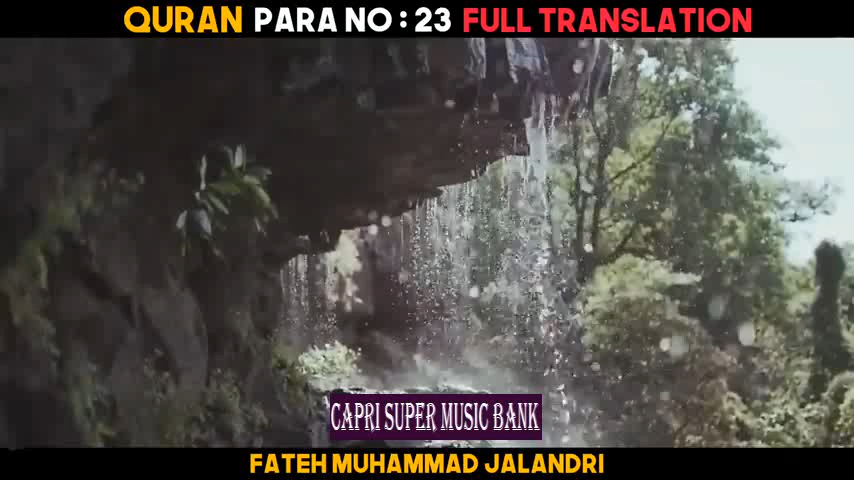 QURAN PARA NO : 23 FULL TRANSLATION
CAPRI SUPER MUSIC BANK
FATEH MUHAMMAD JALANDRI